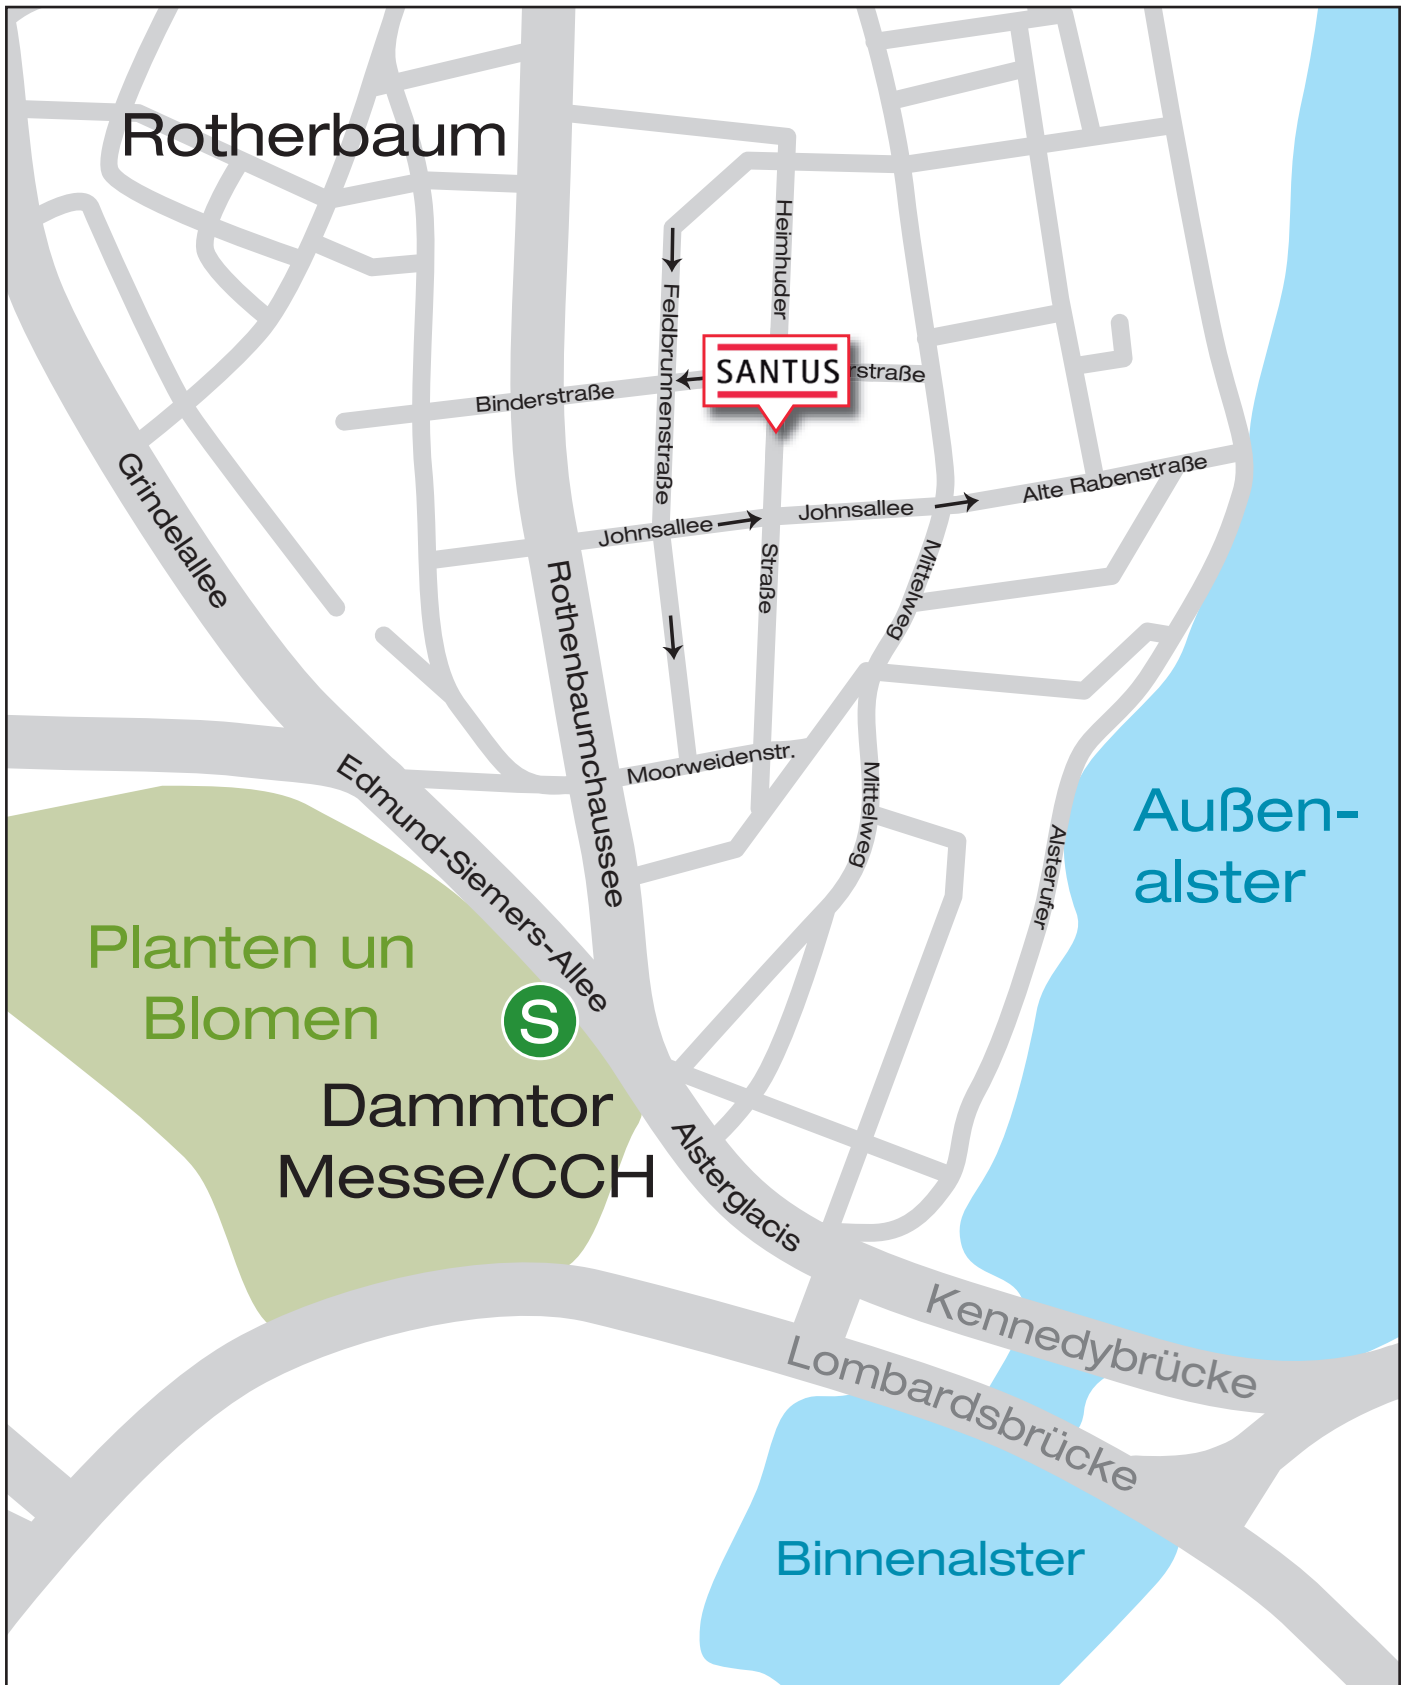 Rotherbaum
Heimhuder
Feldbrunnenstraße
SANTUS
rstraße
Binderstraße
Grindelallee
Alte Rabenstraße
Johnsallee
Johnsallee
Straße
Mittelweg
Rothenbaumchaussee
Moorweidenstr.
Edmund-Siemers-Allee
Mittelweg
Alsterufer
Außen-
alster
Planten un
Blomen
S
Dammtor
Messe/CCH
Alsterglacis
Kennedybrücke
Lombardsbrücke
Binnenalster